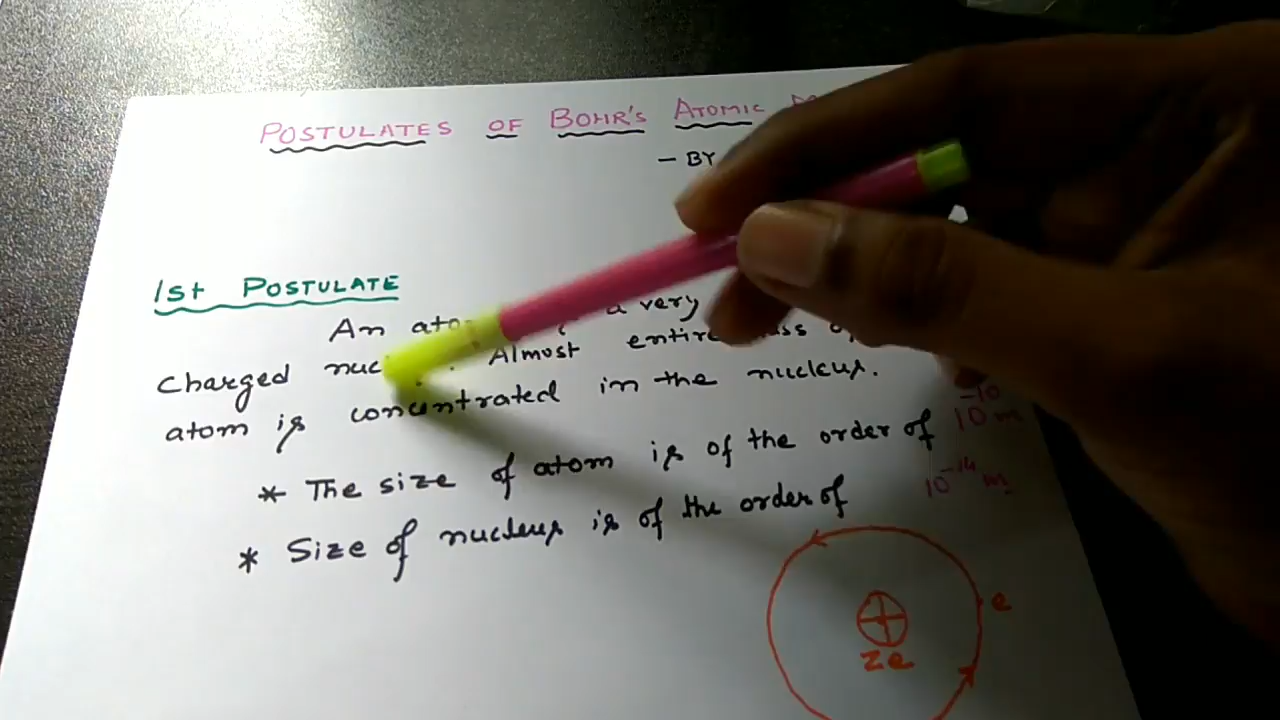 POSTULATES OF BOHR'S ATOMIC
- BY
1st POSTULATE
An a very
Charged Almost
atom is concentrated in the nucleus.
* The size of atom is of the order of 10⁻¹⁰ m
* Size of nucleus is of the order of 10⁻¹⁴ m
e
Ze